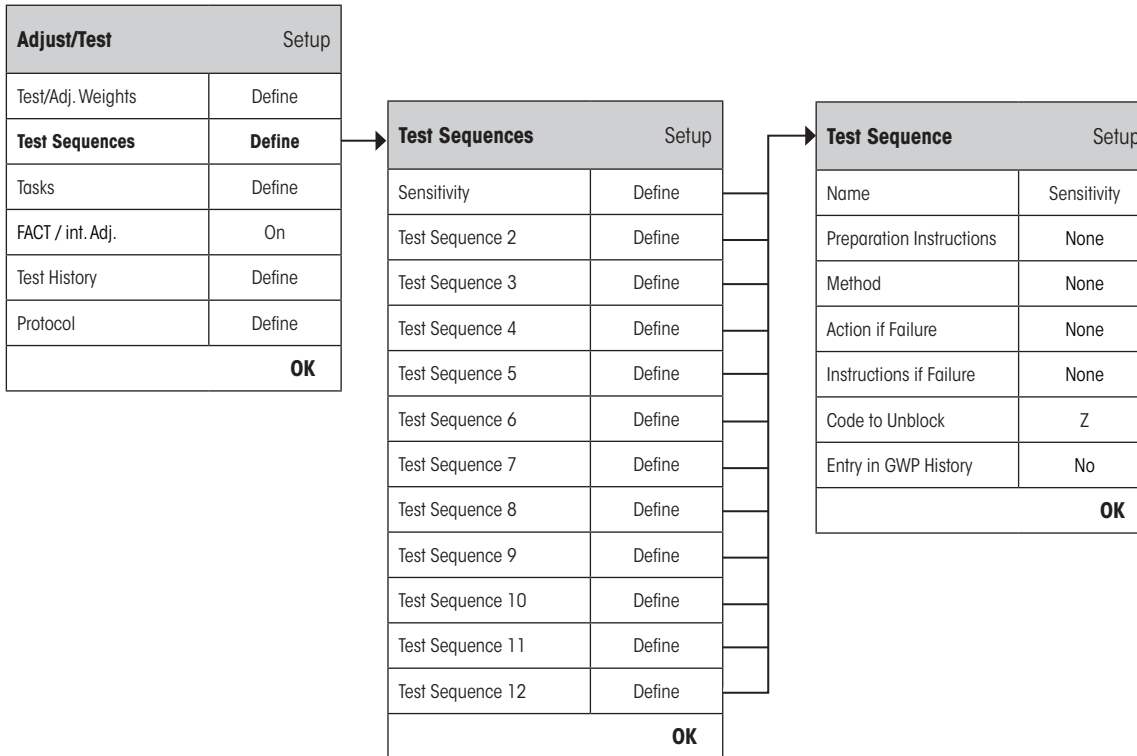 Adjust/Test Setup
Test/Adj. Weights Define
Test Sequences Define
Tasks Define
FACT / int. Adj. On
Test History Define
Protocol Define
OK
Test Sequences Setup
Sensitivity Define
Test Sequence 2 Define
Test Sequence 3 Define
Test Sequence 4 Define
Test Sequence 5 Define
Test Sequence 6 Define
Test Sequence 7 Define
Test Sequence 8 Define
Test Sequence 9 Define
Test Sequence 10 Define
Test Sequence 11 Define
Test Sequence 12 Define
OK
Test Sequence Setup
Name Sensitivity
Preparation Instructions None
Method None
Action if Failure None
Instructions if Failure None
Code to Unblock Z
Entry in GWP History No
OK